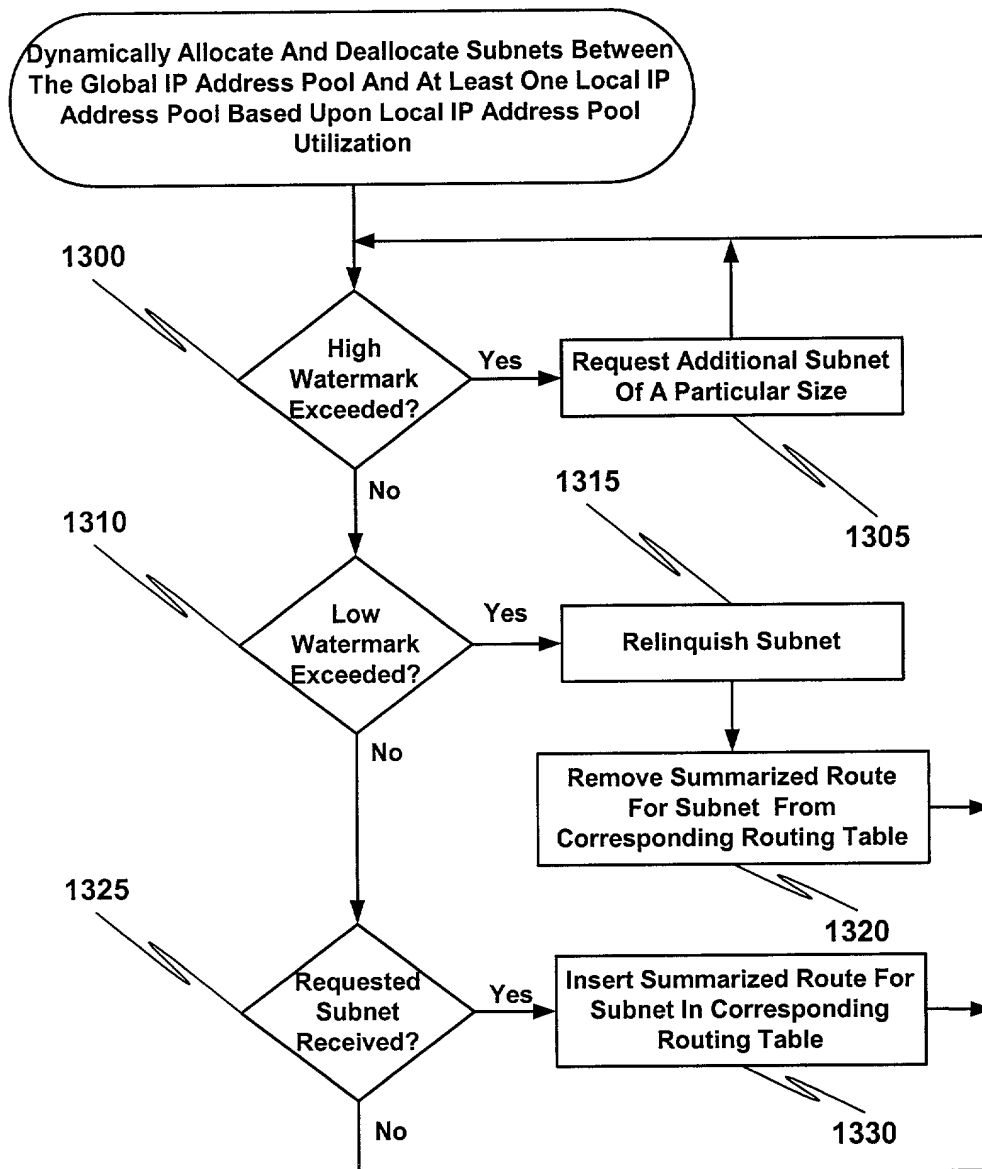 Dynamically Allocate And Deallocate Subnets Between
The Global IP Address Pool And At Least One Local IP
Address Pool Based Upon Local IP Address Pool
Utilization
1300
High
Watermark
Exceeded?
Yes
Request Additional Subnet
Of A Particular Size
1305
No
1310
1315
Low
Watermark
Exceeded?
Yes
Relinquish Subnet
No
Remove Summarized Route
For Subnet From
Corresponding Routing Table
1320
1325
Requested
Subnet
Received?
Yes
Insert Summarized Route For
Subnet In Corresponding
Routing Table
1330
No